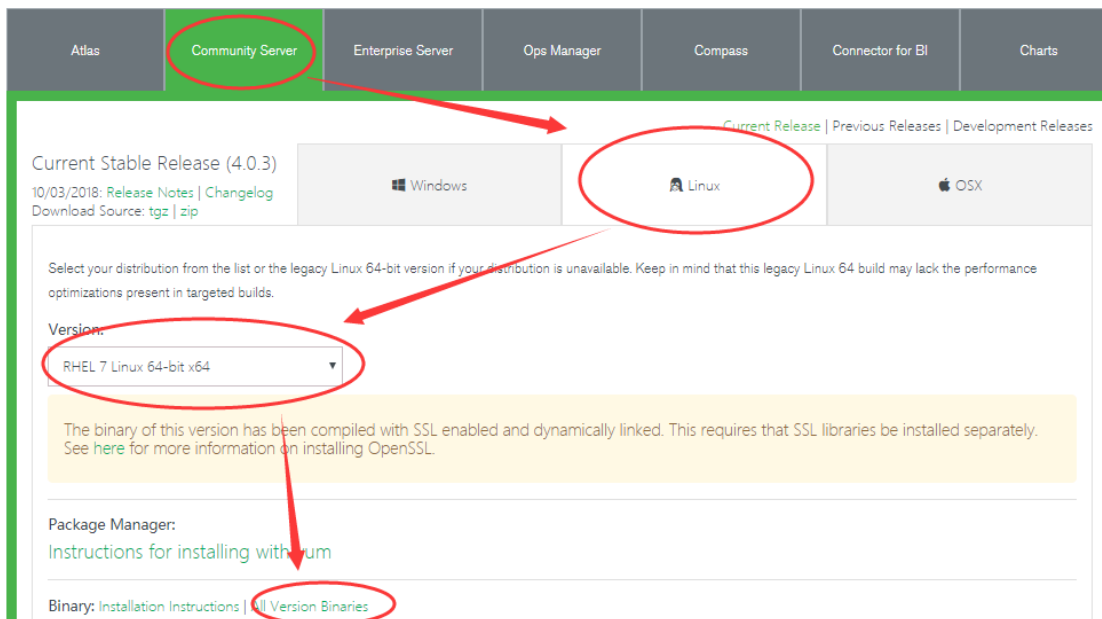 Atlas
Community Server
Enterprise Server
Ops Manager
Compass
Connector for BI
Charts
Current Release | Previous Releases | Development Releases
Current Stable Release (4.0.3)
10/03/2018: Release Notes | Changelog
Download Source: tgz | zip
Windows
Linux
OSX
Select your distribution from the list or the legacy Linux 64-bit version if your distribution is unavailable. Keep in mind that this legacy Linux 64 build may lack the performance
optimizations present in targeted builds.
Version:
RHEL 7 Linux 64-bit x64
The binary of this version has been compiled with SSL enabled and dynamically linked. This requires that SSL libraries be installed separately.
See here for more information on installing OpenSSL.
Package Manager:
Instructions for installing with yum
Binary: Installation Instructions | All Version Binaries